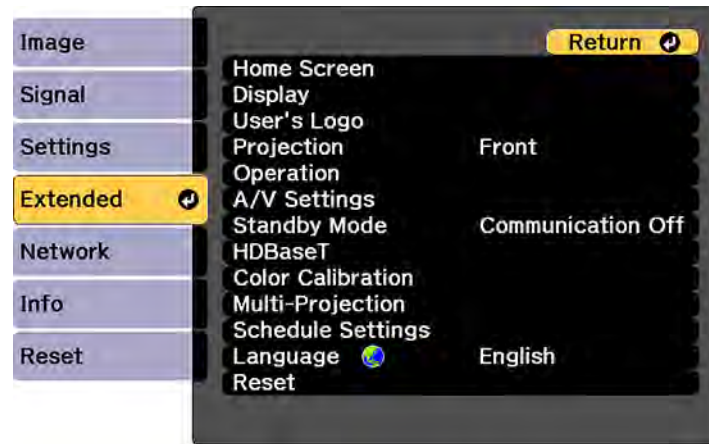 Image
Signal
Settings
Extended
Network
Info
Reset
Return
Home Screen
Display
User's Logo
Projection Front
Operation
A/V Settings
Standby Mode Communication Off
HDBaseT
Color Calibration
Multi-Projection
Schedule Settings
Language English
Reset